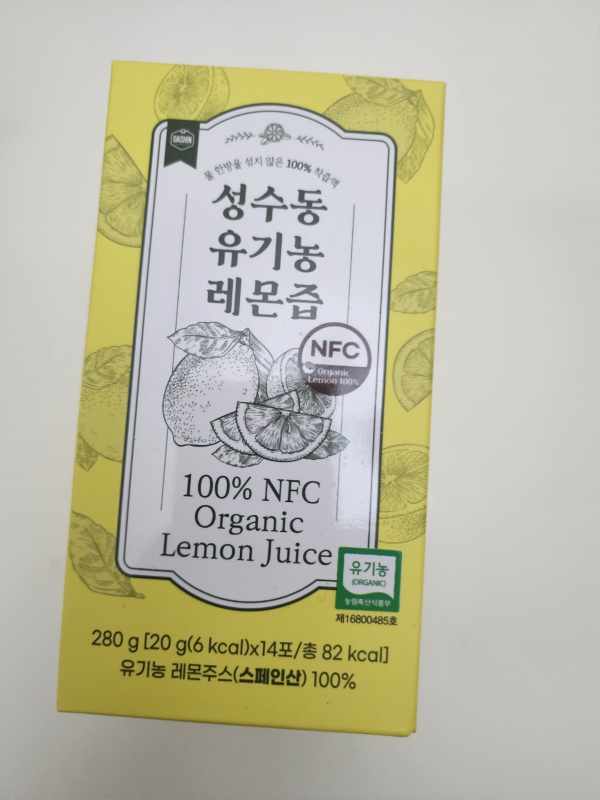 DASHIN
물 한방울 섞지 않은 100% 착즙액
성수동
유기농
레몬즙
NFC
Organic
Lemon 100%
100% NFC
Organic
Lemon Juice
유기농
(ORGANIC)
농림축산식품부
제16800485호
280 g [20 g(6 kcal)x14포/총 82 kcal]
유기농 레몬주스(스페인산) 100%